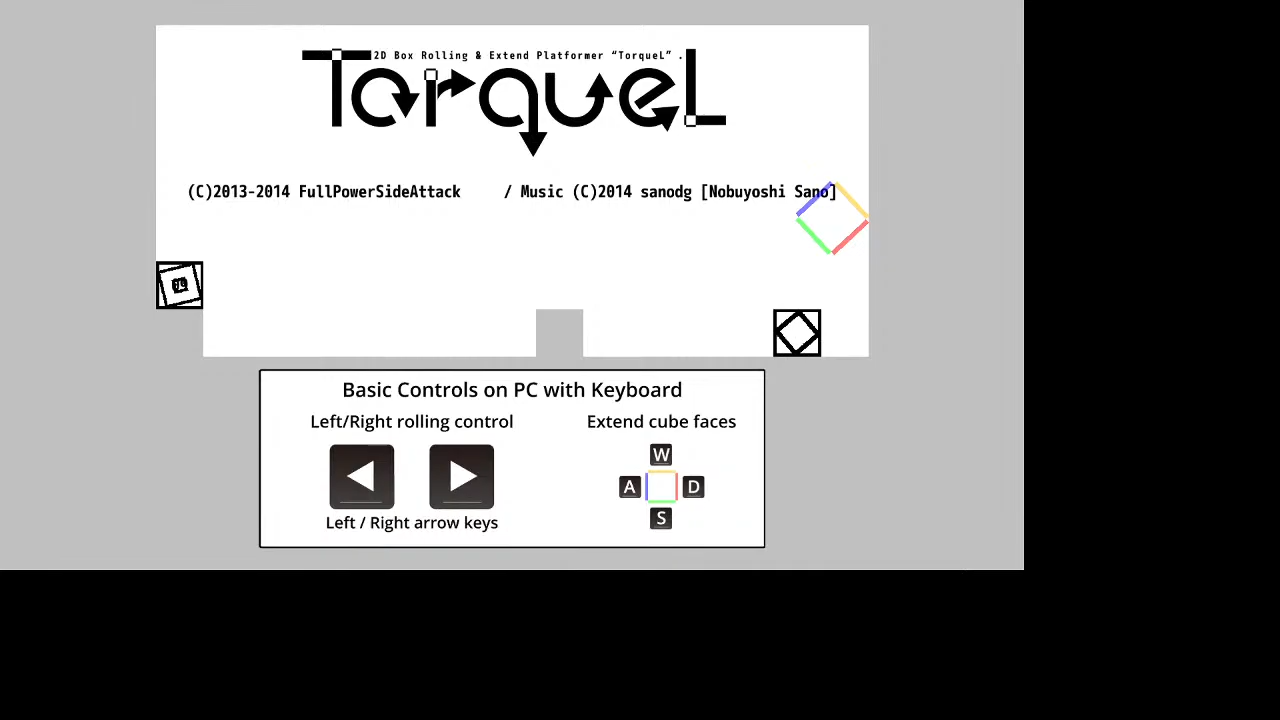 2D Box Rolling & Extend Platformer “TorqueL” .
TorqueL
(C)2013-2014 FullPowerSideAttack / Music (C)2014 sanodg [Nobuyoshi Sano]
Basic Controls on PC with Keyboard
Left/Right rolling control Extend cube faces
W
A D
S
Left / Right arrow keys